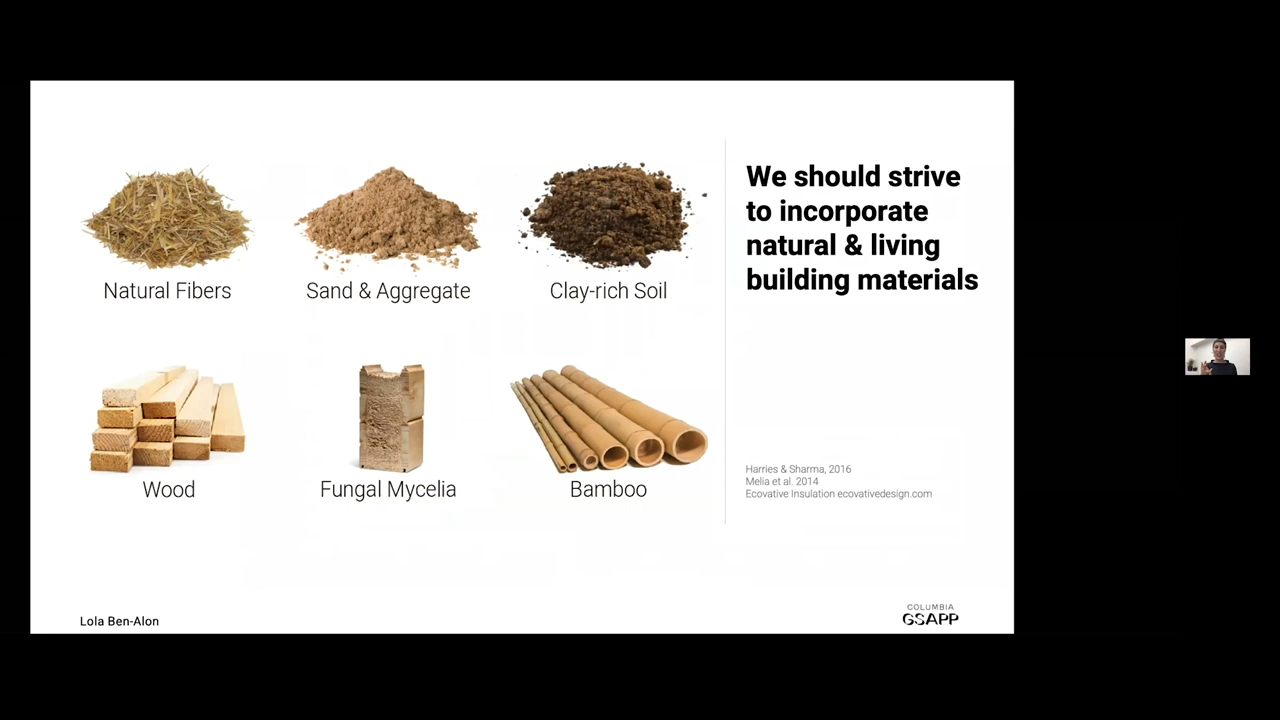 Natural Fibers
Sand & Aggregate
Clay-rich Soil
Wood
Fungal Mycelia
Bamboo
We should strive
to incorporate
natural & living
building materials
Harries & Sharma, 2016
Melia et al. 2014
Ecovative Insulation ecovativedesign.com
Lola Ben-Alon
COLUMBIA
GSAPP